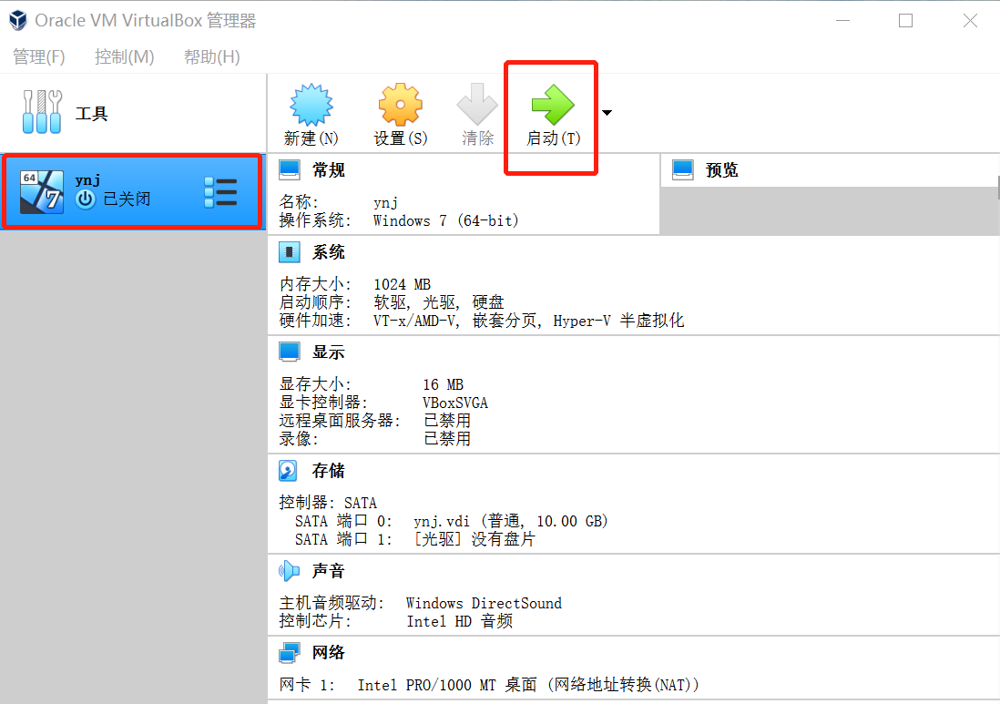 Oracle VM VirtualBox 管理器
管理(F) 控制(M) 帮助(H)
工具
新建(N) 设置(S) 清除 启动(T)
64 7 ynj
已关闭
常规
名称: ynj
操作系统: Windows 7 (64-bit)
预览
系统
内存大小: 1024 MB
启动顺序: 软驱, 光驱, 硬盘
硬件加速: VT-x/AMD-V, 嵌套分页, Hyper-V 半虚拟化
显示
显存大小: 16 MB
显卡控制器: VBoxSVGA
远程桌面服务器: 已禁用
录像: 已禁用
存储
控制器: SATA
SATA 端口 0: ynj.vdi (普通, 10.00 GB)
SATA 端口 1: [光驱] 没有盘片
声音
主机音频驱动: Windows DirectSound
控制芯片: Intel HD 音频
网络
网卡 1: Intel PRO/1000 MT 桌面 (网络地址转换(NAT))